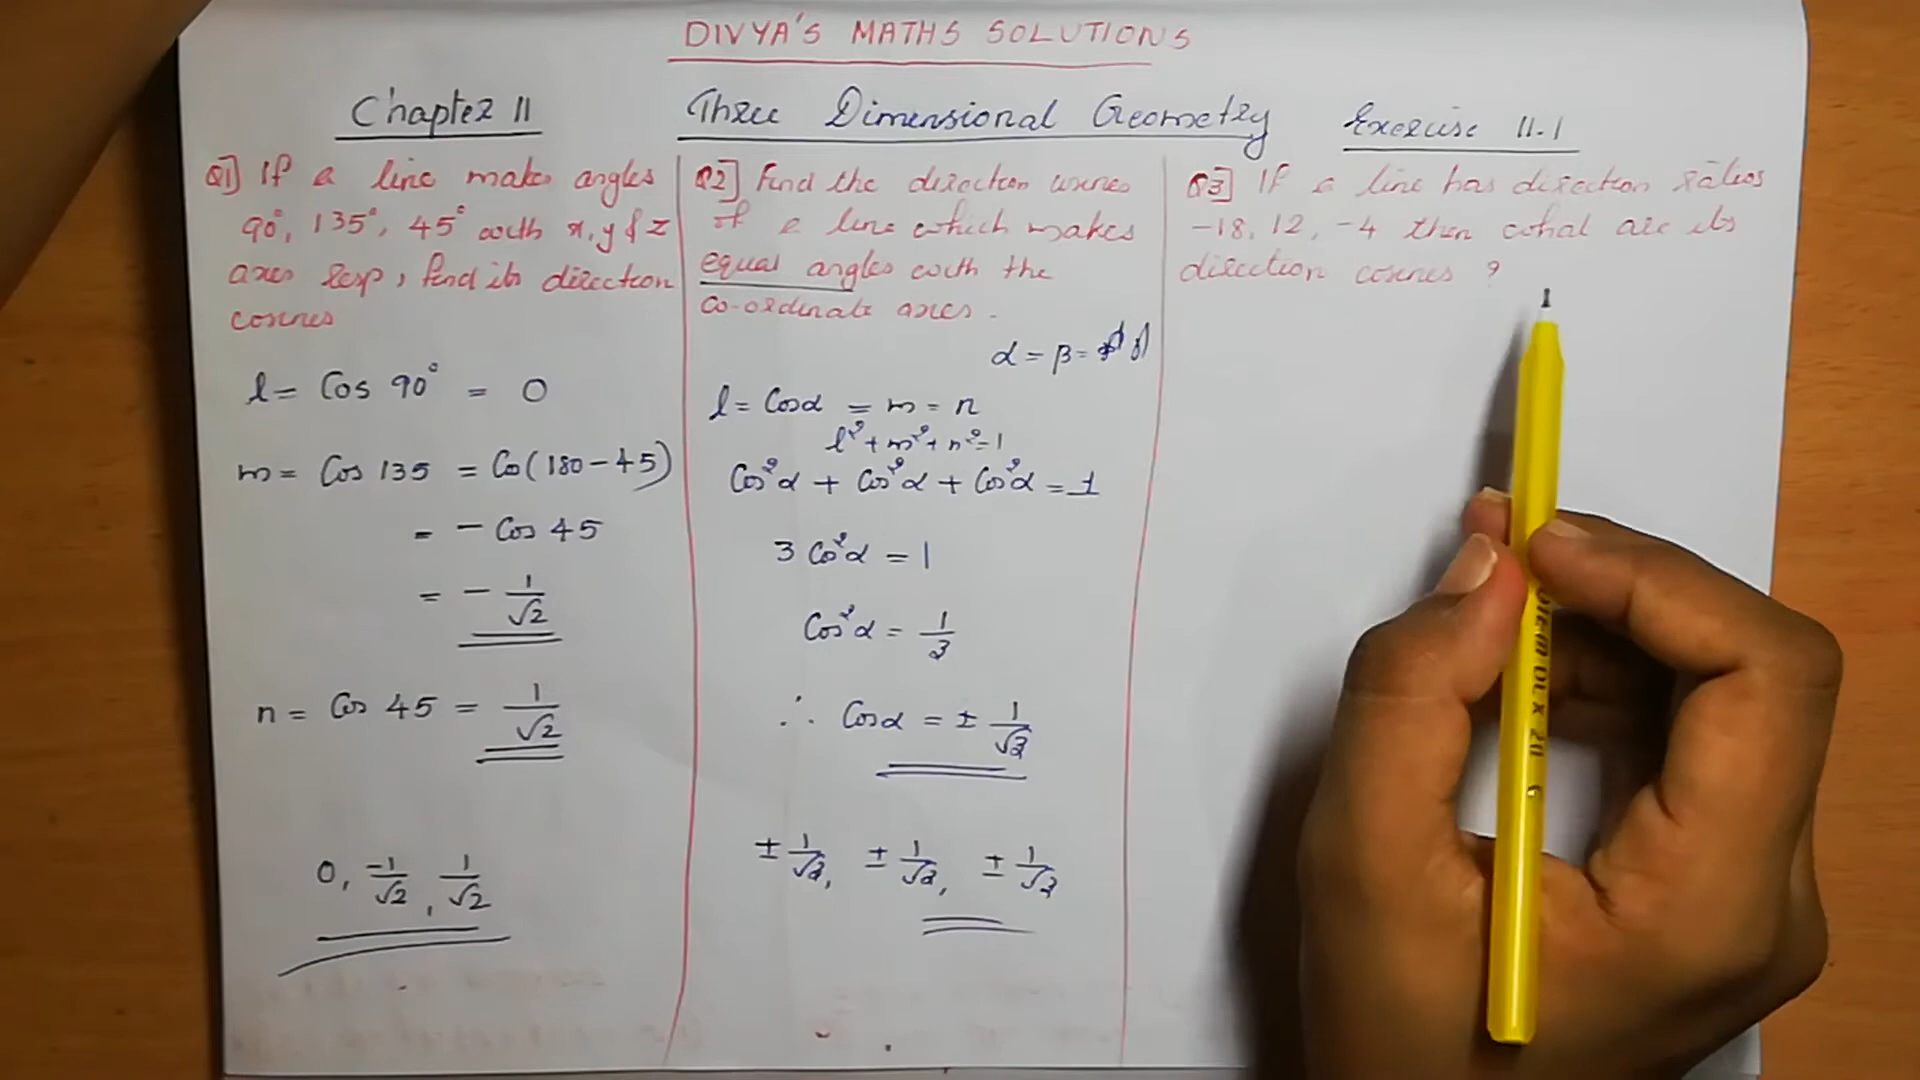 DIVYA'S MATHS SOLUTIONS
Chapter 11 Three Dimensional Geometry Exercise 11.1
Q1] If a line makes angles
90°, 135°, 45° with x, y & z
axes resp, find its direction
cosines
l = Cos 90° = 0
m = Cos 135 = Co(180-45)
= - Cos 45
= - 1/√2
n = Cos 45 = 1/√2
0, -1/√2, 1/√2
Q2] Find the direction cosines
of a line which makes
equal angles with the
co-ordinate axes.
α = β =
l = Cosα = m = n
l² + m² + n² = 1
Cos²α + Cos²α + Cos²α = 1
3 Cos²α = 1
Cos²α = 1/3
∴ Cosα = ± 1/√3
± 1/√3, ± 1/√3, ± 1/√3
Q3] If a line has direction ratios
-18, 12, -4 then what are its
direction cosines ?